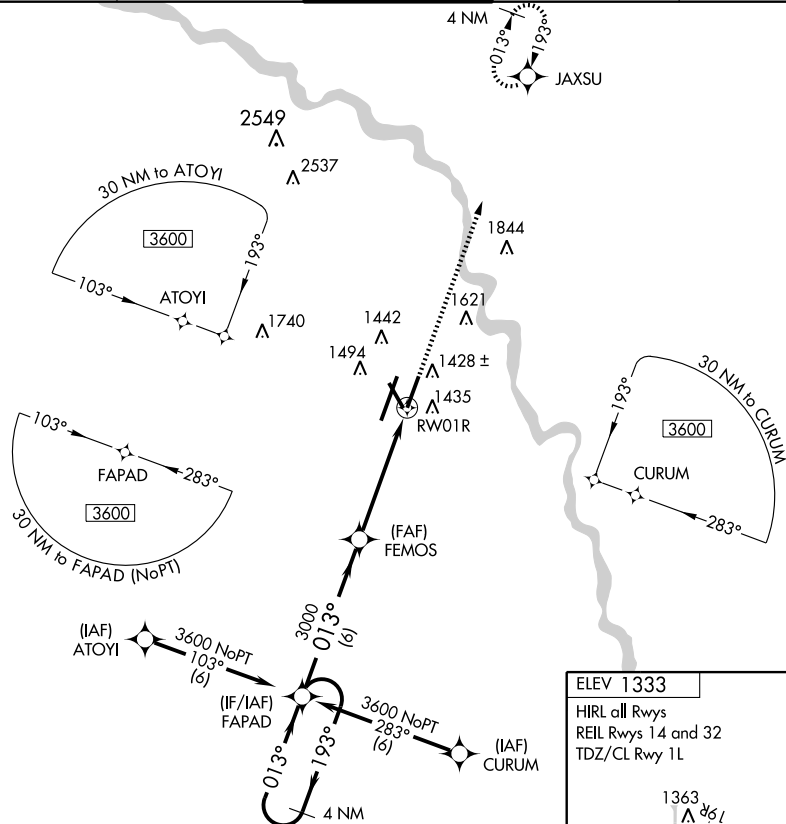 4 NM
013°
193°
JAXSU
2549
2537
30 NM to ATOYI
3600
193°
103°
ATOYI
1844
1740
1442
1621
1494
1428 ±
1435
RW01R
30 NM to CURUM
193°
3600
CURUM
283°
103°
FAPAD
283°
3600
30 NM to FAPAD (NoPT)
(FAF)
FEMOS
3000
013°
(6)
(IAF)
ATOYI
3600 NoPT
103°
(6)
(IF/IAF)
FAPAD
3600 NoPT
283°
(6)
(IAF)
CURUM
013°
193°
4 NM
ELEV 1333
HIRL all Rwys
REIL Rwys 14 and 32
TDZ/CL Rwy 1L
1363
19R